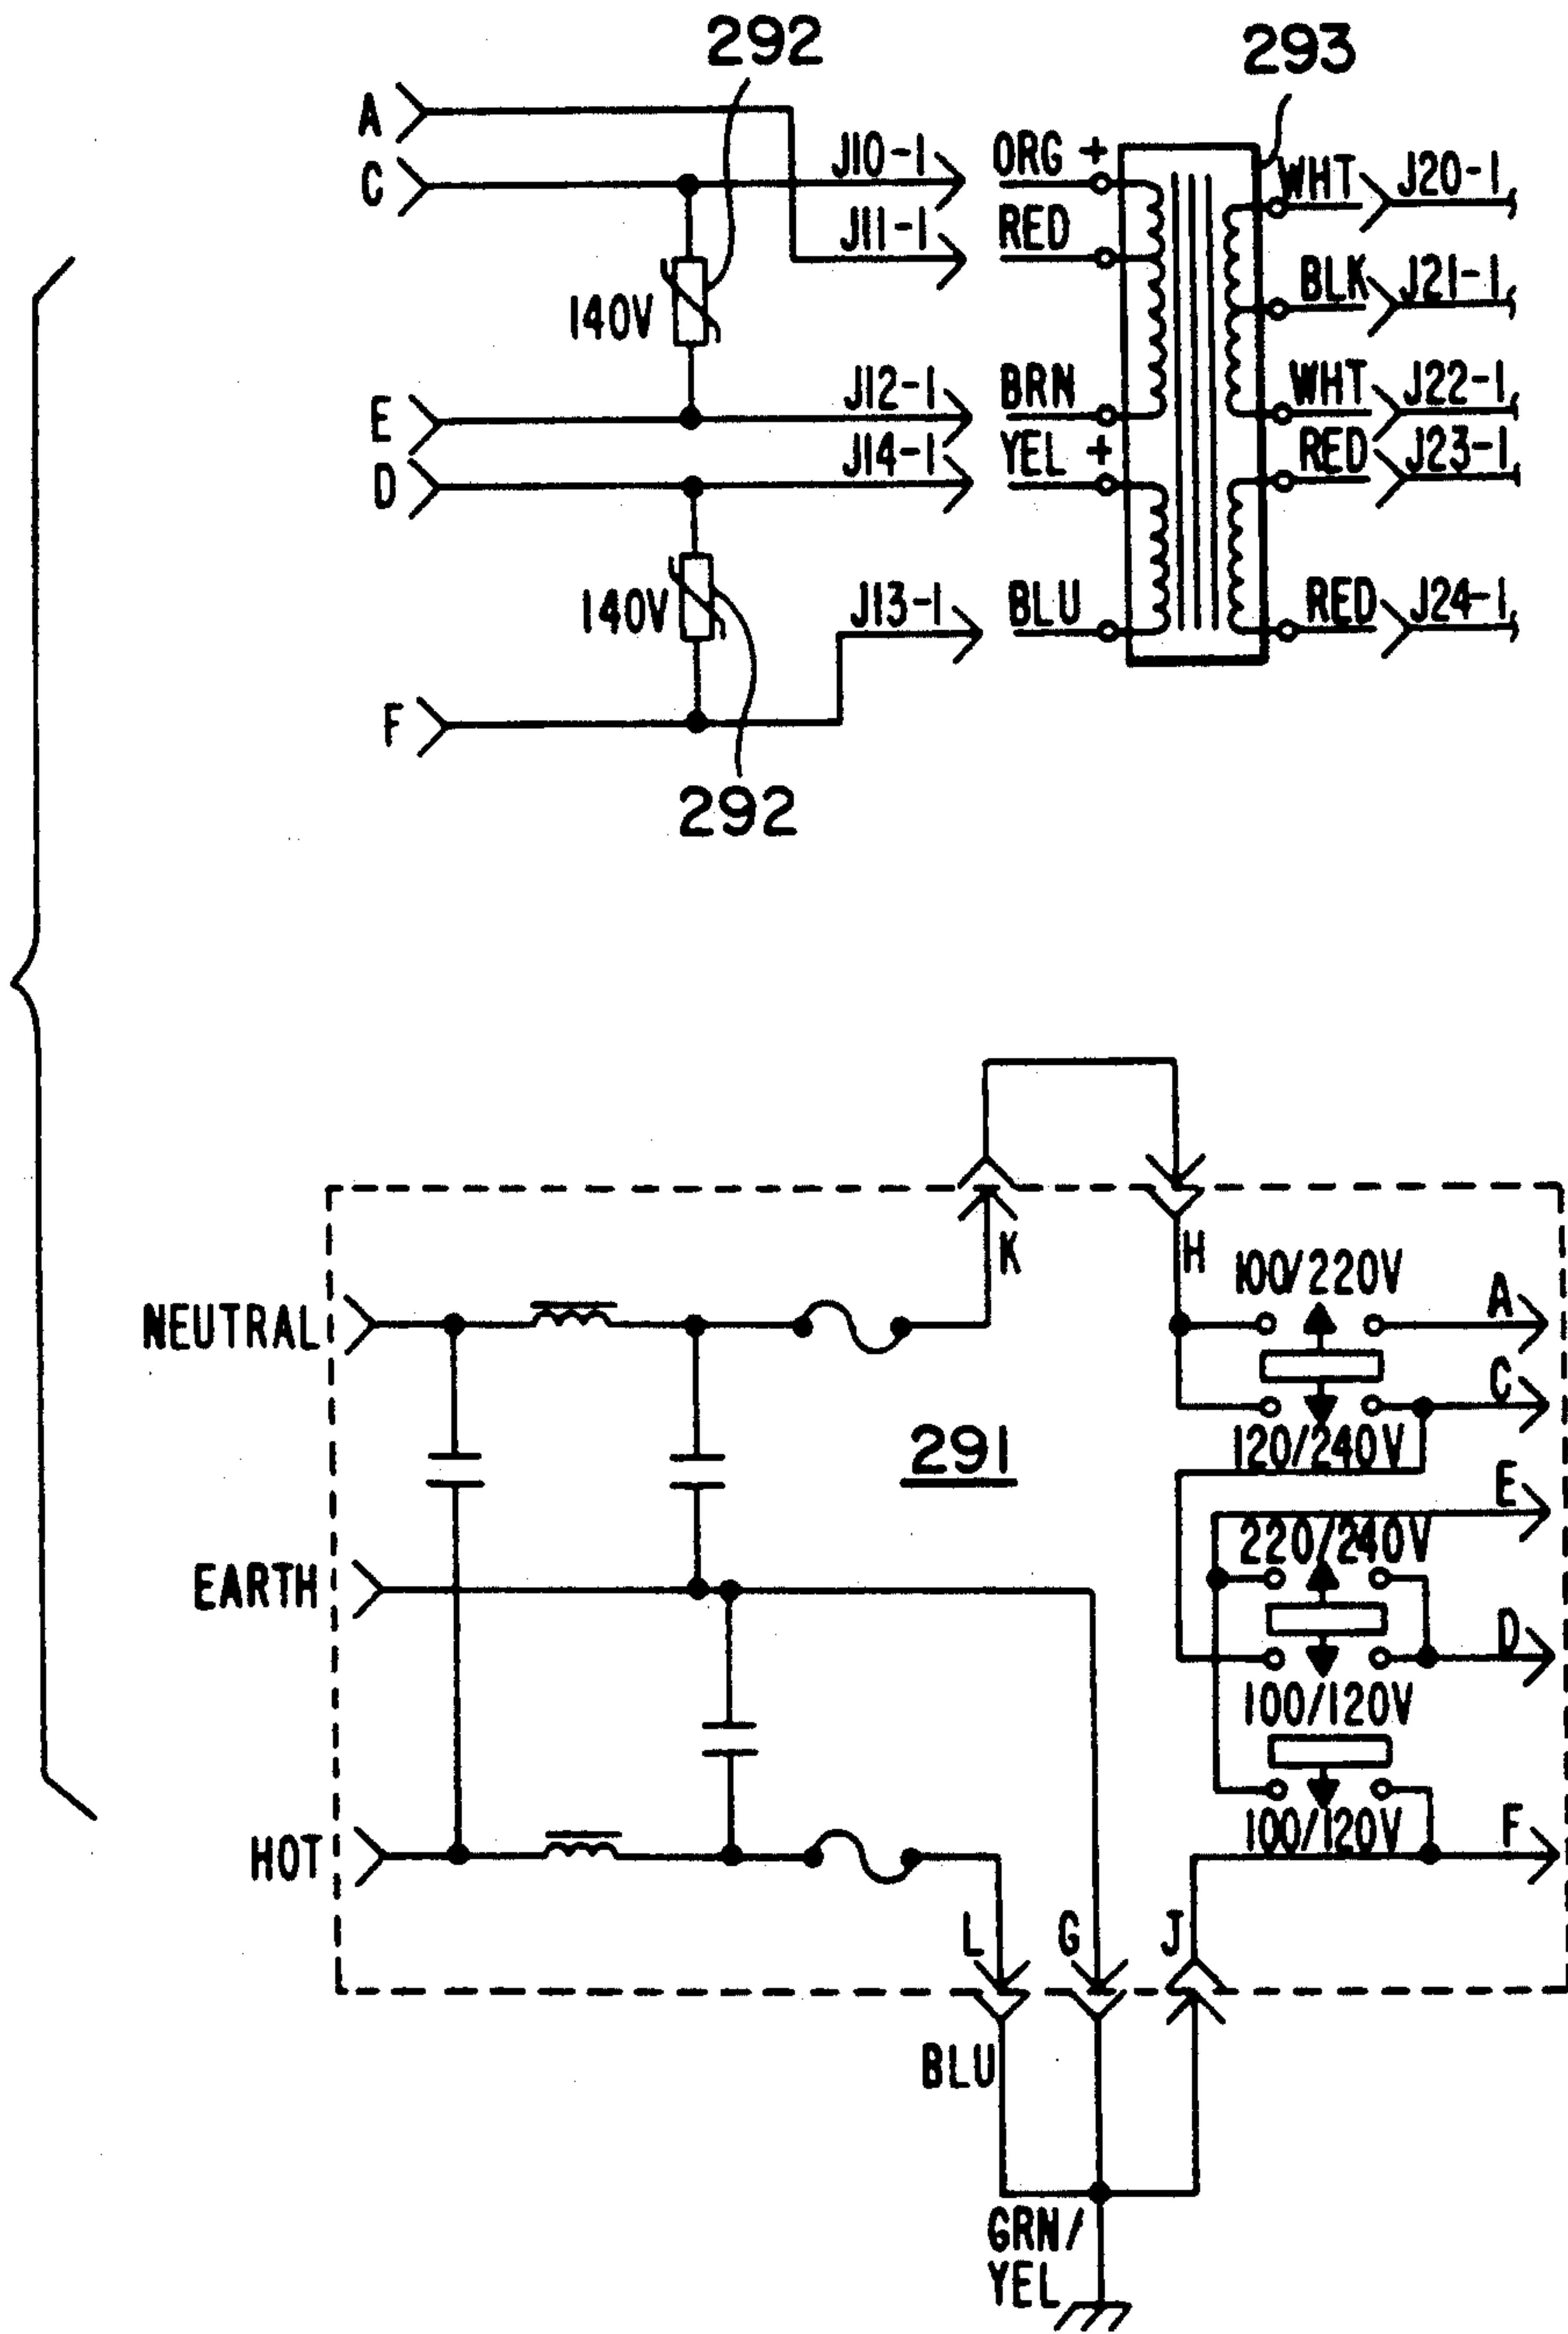 292
293
A
C
J10-1
ORG +
WHT
J20-1
J11-1
RED
BLK
J21-1
140V
E
J12-1
BRN
WHT
J22-1
D
J14-1
YEL +
RED
J23-1
140V
J13-1
BLU
RED
J24-1
F
292
K
H
100/220V
NEUTRAL
A
C
291
120/240V
E
220/240V
EARTH
D
100/120V
HOT
100/120V
F
L
G
J
BLU
GRN/
YEL